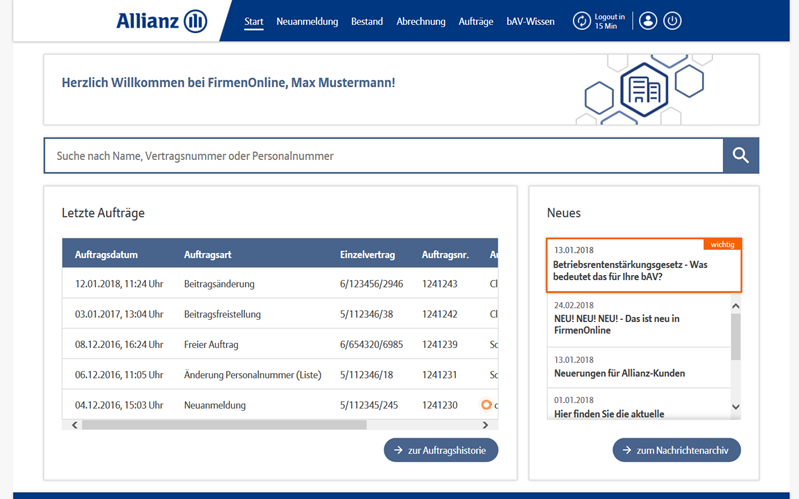 Allianz
Start Neuanmeldung Bestand Abrechnung Aufträge bAV-Wissen
Logout in
15 Min
Herzlich Willkommen bei FirmenOnline, Max Mustermann!
Suche nach Name, Vertragsnummer oder Personalnummer
Letzte Aufträge
Auftragsdatum Auftragsart Einzelvertrag Auftragsnr.
12.01.2018, 11:24 Uhr Beitragsänderung 6/123456/2946 1241243
03.01.2017, 13:04 Uhr Beitragsfreistellung 5/112346/38 1241242
08.12.2016, 16:24 Uhr Freier Auftrag 6/654320/6985 1241239
06.12.2016, 11:05 Uhr Änderung Personalnummer (Liste) 5/112346/18 1241231
04.12.2016, 15:03 Uhr Neuanmeldung 5/112345/245 1241230
zur Auftragshistorie
Neues
wichtig
13.01.2018
Betriebsrentenstärkungsgesetz - Was
bedeutet das für Ihre bAV?
24.02.2018
NEU! NEU! NEU! - Das ist neu in
FirmenOnline
13.01.2018
Neuerungen für Allianz-Kunden
01.01.2018
Hier finden Sie die aktuelle
zum Nachrichtenarchiv